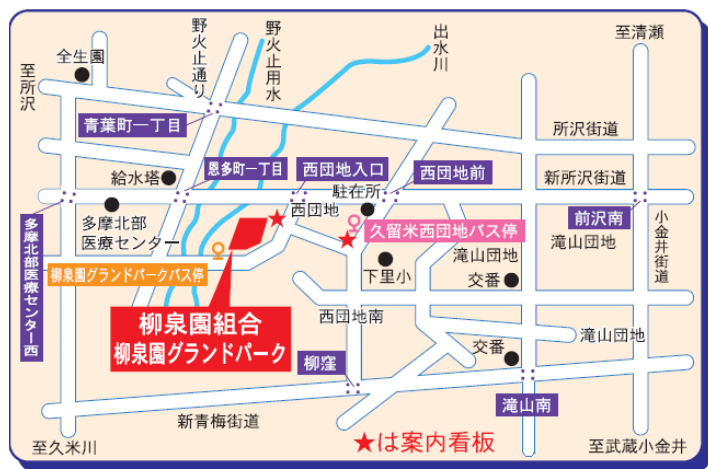 至清瀬
全生園
野火止通り
野火止用水
出水川
至所沢
青葉町一丁目
所沢街道
恩多町一丁目
西団地入口
西団地前
給水塔
駐在所
新所沢街道
西団地
多摩北部
医療センター
久留米西団地バス停
前沢南
小金井街道
滝山団地
滝山団地
多摩北部医療センター西
柳泉園グランドパークバス停
下里小
交番
柳泉園組合
柳泉園グランドパーク
西団地南
滝山団地
交番
柳窪
滝山南
新青梅街道
至久米川
★は案内看板
至武蔵小金井